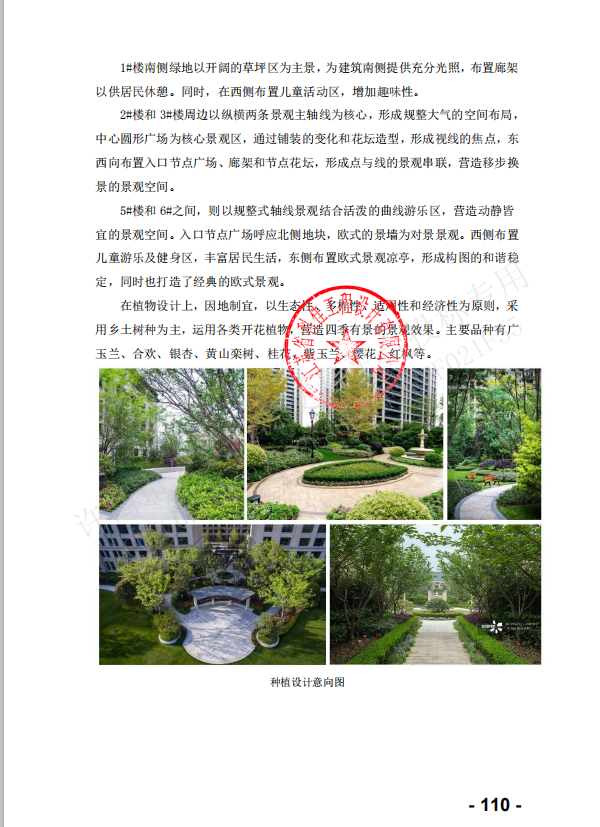 1#楼南侧绿地以开阔的草坪区为主景，为建筑南侧提供充分光照，布置廊架
以供居民休憩。同时，在西侧布置儿童活动区，增加趣味性。
2#楼和 3#楼周边以纵横两条景观主轴线为核心，形成规整大气的空间布局，
中心圆形广场为核心景观区，通过铺装的变化和花坛造型，形成视线的焦点，东
西向布置入口节点广场、廊架和节点花坛，形成点与线的景观串联，营造移步换
景的景观空间。
5#楼和 6#之间，则以规整式轴线景观结合活泼的曲线游乐区，营造动静皆
宜的景观空间。入口节点广场呼应北侧地块，欧式的景墙为对景景观。西侧布置
儿童游乐及健身区，丰富居民生活，东侧布置欧式景观凉亭，形成构图的和谐稳
定，同时也打造了经典的欧式景观。
在植物设计上，因地制宜，以生态性、多样性、适用性和经济性为原则，采
用乡土树种为主，运用各类开花植物，营造四季有景的景观效果。主要品种有广
玉兰、合欢、银杏、黄山栾树、桂花、紫玉兰、樱花、红枫等。
种植设计意向图
- 110 -